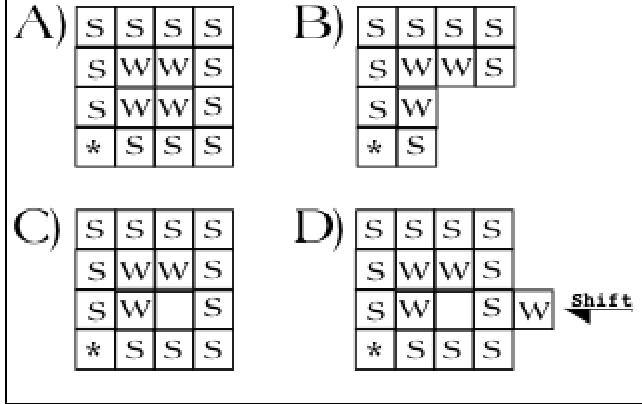 A) S S S S B) S S S S
S W W S S W W S
S W W S S W
* S S S * S
C) S S S S D) S S S S
S W W S S W W S
S W S S W S W Shift
* S S S * S S S